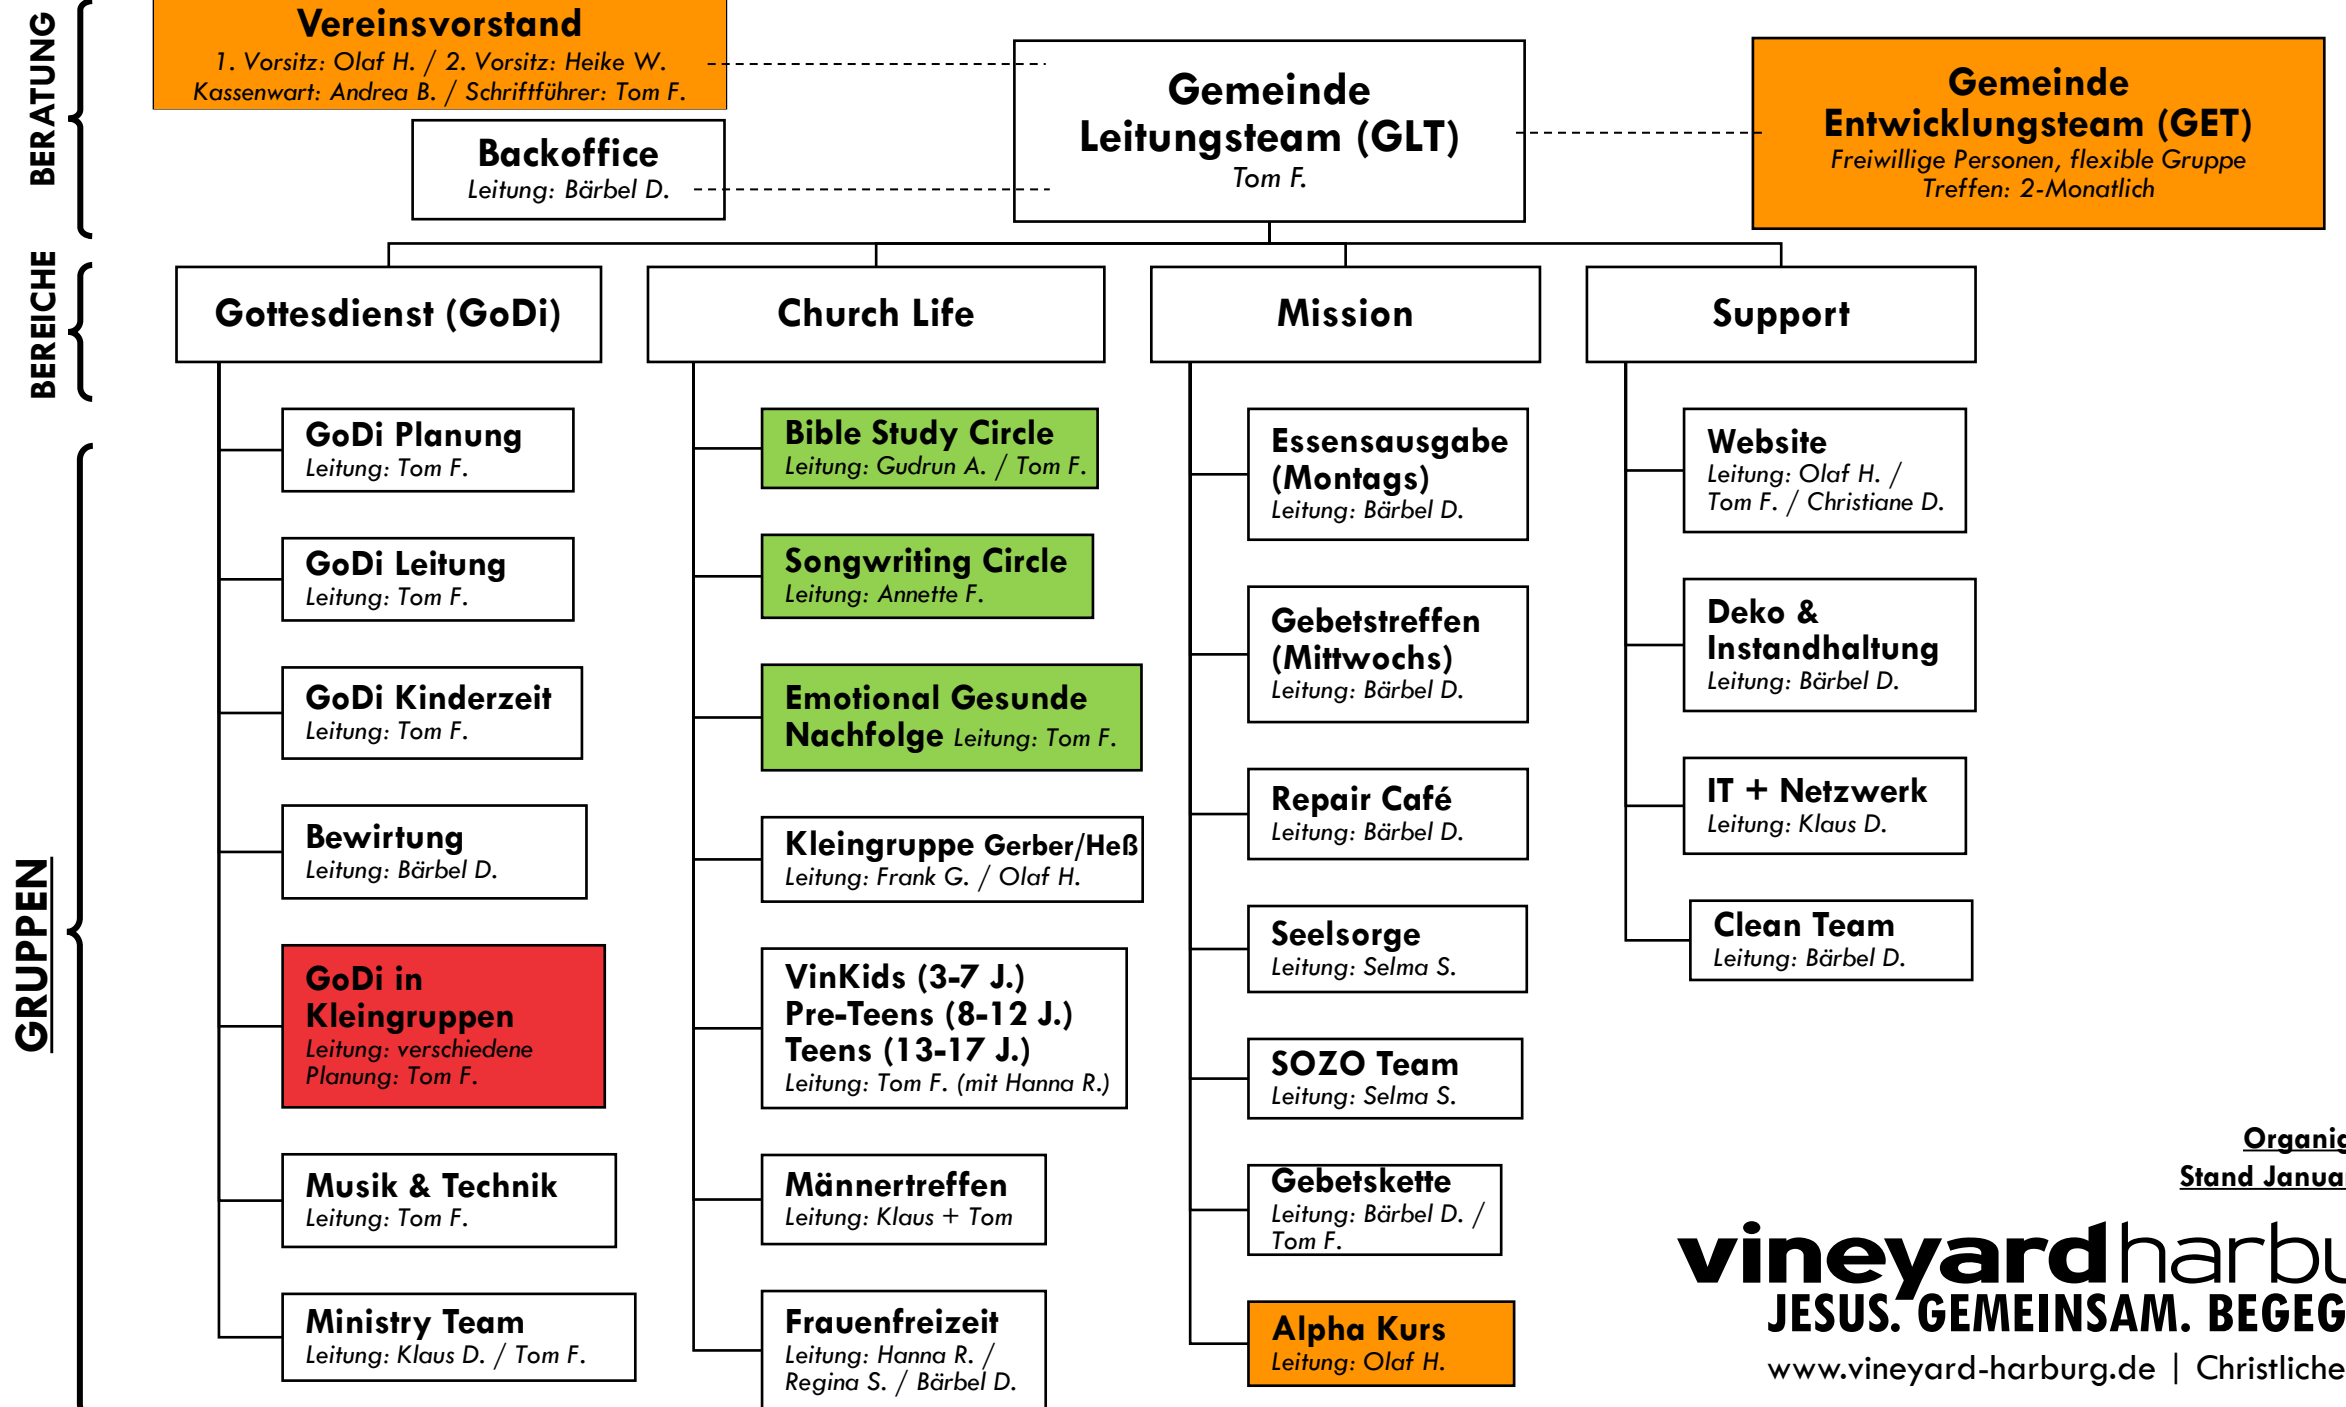 BERATUNG
Vereinsvorstand
1. Vorsitz: Olaf H. / 2. Vorsitz: Heike W.
Kassenwart: Andrea B. / Schriftführer: Tom F.
Backoffice
Leitung: Bärbel D.
Gemeinde
Leitungsteam (GLT)
Tom F.
Gemeinde
Entwicklungsteam (GET)
Freiwillige Personen, flexible Gruppe
Treffen: 2-Monatlich
BEREICHE
Gottesdienst (GoDi)
Church Life
Mission
Support
GRUPPEN
GoDi Planung
Leitung: Tom F.
GoDi Leitung
Leitung: Tom F.
GoDi Kinderzeit
Leitung: Tom F.
Bewirtung
Leitung: Bärbel D.
GoDi in
Kleingruppen
Leitung: verschiedene
Planung: Tom F.
Musik & Technik
Leitung: Tom F.
Ministry Team
Leitung: Klaus D. / Tom F.
Bible Study Circle
Leitung: Gudrun A. / Tom F.
Songwriting Circle
Leitung: Annette F.
Emotional Gesunde
Nachfolge Leitung: Tom F.
Kleingruppe Gerber/Heß
Leitung: Frank G. / Olaf H.
VinKids (3-7 J.)
Pre-Teens (8-12 J.)
Teens (13-17 J.)
Leitung: Tom F. (mit Hanna R.)
Männertreffen
Leitung: Klaus + Tom
Frauenfreizeit
Leitung: Hanna R. /
Regina S. / Bärbel D.
Essensausgabe
(Montags)
Leitung: Bärbel D.
Gebetstreffen
(Mittwochs)
Leitung: Bärbel D.
Repair Café
Leitung: Bärbel D.
Seelsorge
Leitung: Selma S.
SOZO Team
Leitung: Selma S.
Gebetskette
Leitung: Bärbel D. /
Tom F.
Alpha Kurs
Leitung: Olaf H.
Website
Leitung: Olaf H. /
Tom F. / Christiane D.
Deko &
Instandhaltung
Leitung: Bärbel D.
IT + Netzwerk
Leitung: Klaus D.
Clean Team
Leitung: Bärbel D.
Organig
Stand Januar
vineyardharbu
JESUS. GEMEINSAM. BEGEG
www.vineyard-harburg.de | Christliche